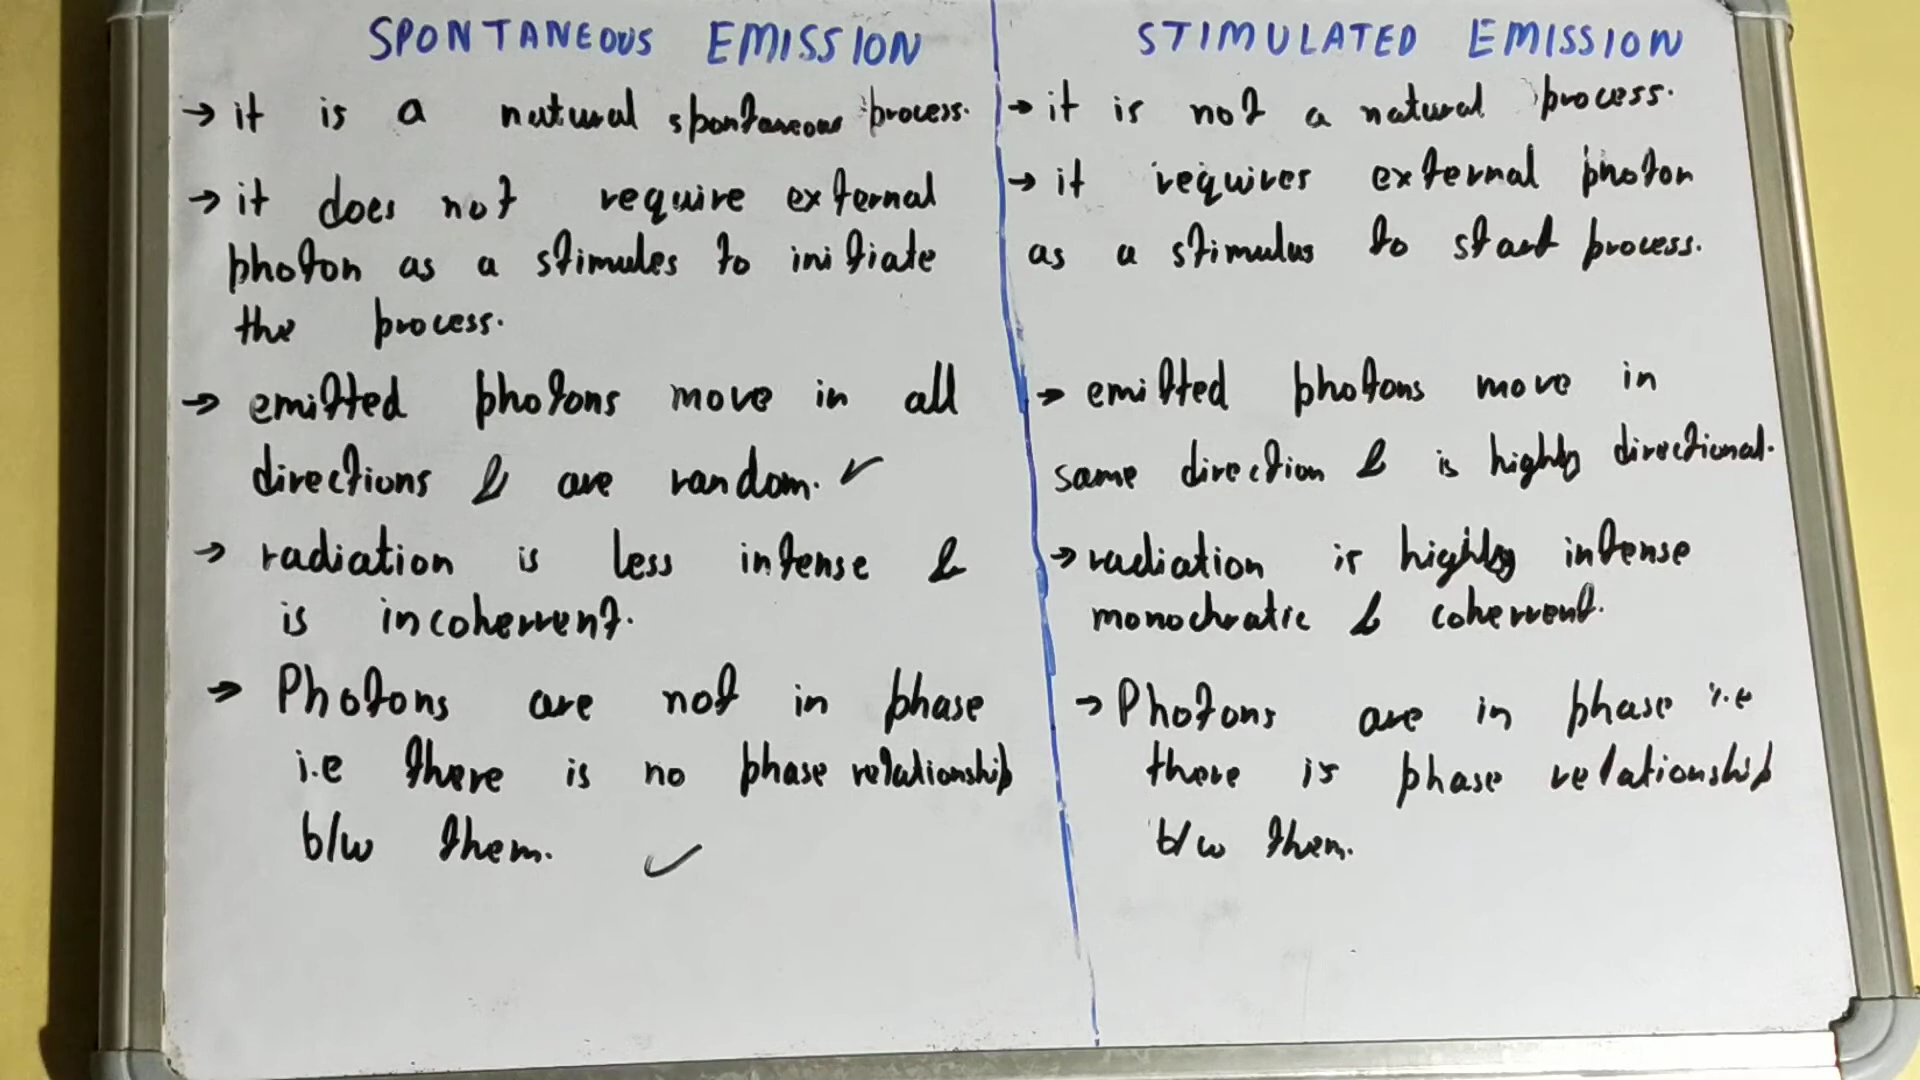 SPONTANEOUS EMISSION
→ it is a natural spontaneous process.
→ it does not require external
photon as a stimules to initiate
the process.
→ emitted photons move in all
directions & are random. ✓
→ radiation is less intense &
is incoherrent.
→ Photons are not in phase
i.e there is no phase relationship
b/w them. ✓
STIMULATED EMISSION
→ it is not a natural process.
→ it requires external photon
as a stimulus to start process.
→ emitted photons move in
same direction & is highly directional.
→ radiation is highly intense
monochratic & coherrent.
→ Photons are in phase i.e
there is phase relationship
b/w them.